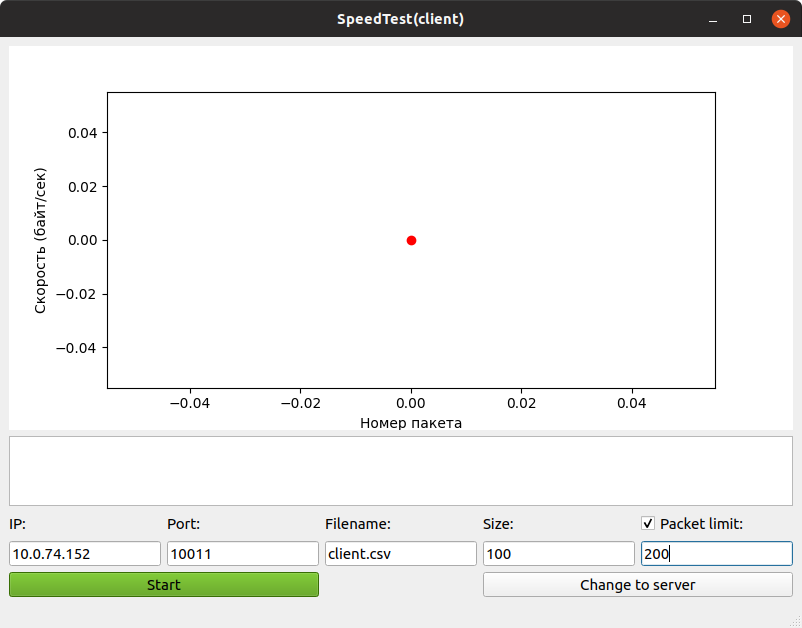 SpeedTest(client)
0.04
0.02
0.00
−0.02
−0.04
Скорость (байт/сек)
−0.04 −0.02 0.00 0.02 0.04
Номер пакета
IP: Port: Filename: Size: Packet limit:
10.0.74.152 10011 client.csv 100 200
Start Change to server